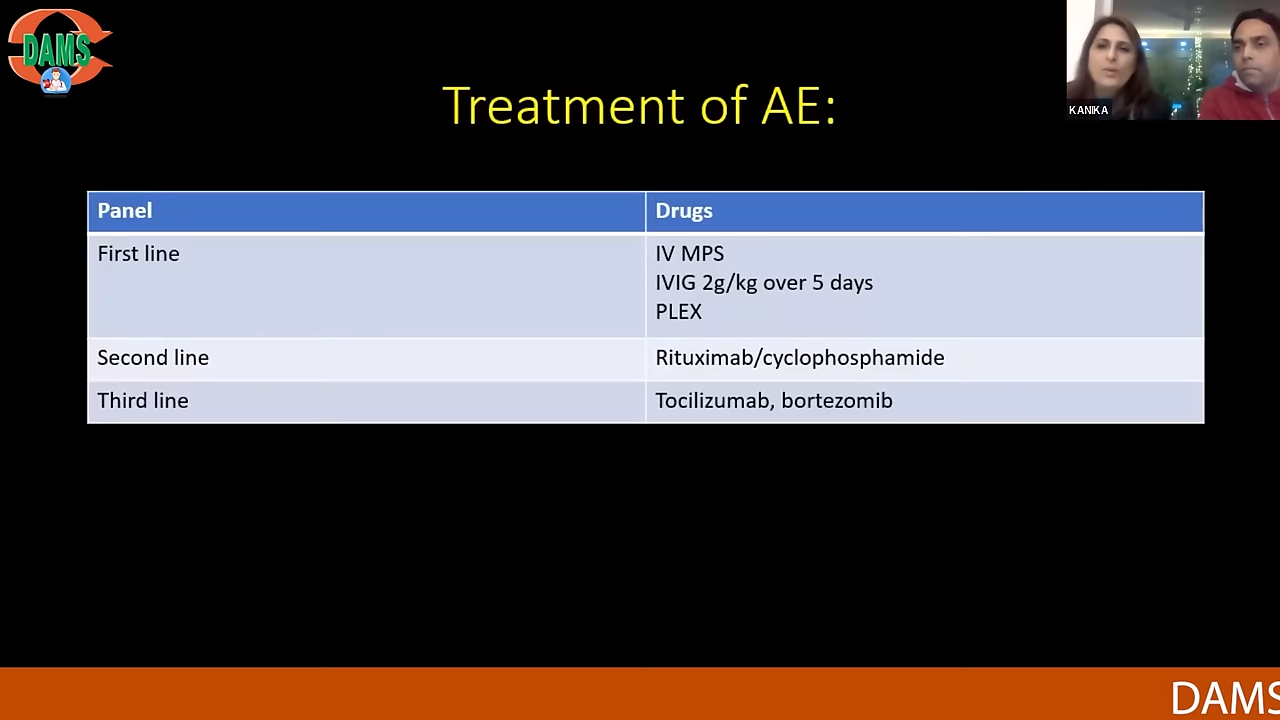 DAMS
KANIKA
Treatment of AE:
Panel
Drugs
First line
IV MPS
IVIG 2g/kg over 5 days
PLEX
Second line
Rituximab/cyclophosphamide
Third line
Tocilizumab, bortezomib
DAMS